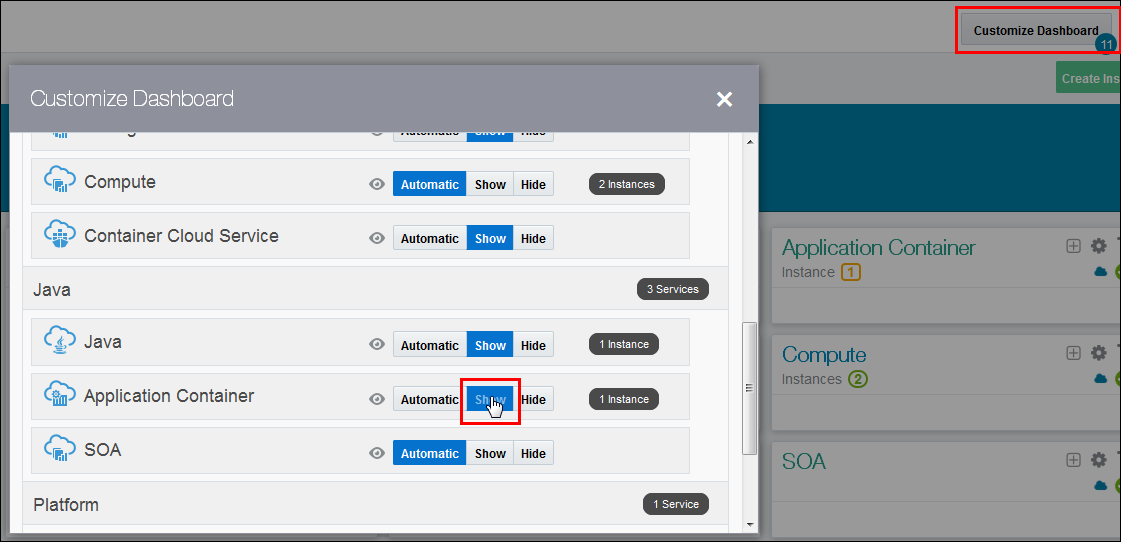 Customize Dashboard
11
Create Ins
Customize Dashboard
Automatic Show Hide
Compute Automatic Show Hide 2 Instances
Container Cloud Service Automatic Show Hide
Java 3 Services
Java Automatic Show Hide 1 Instance
Application Container Automatic Show Hide 1 Instance
SOA Automatic Show Hide
Platform 1 Service
Application Container
Instance 1
Compute
Instances 2
SOA